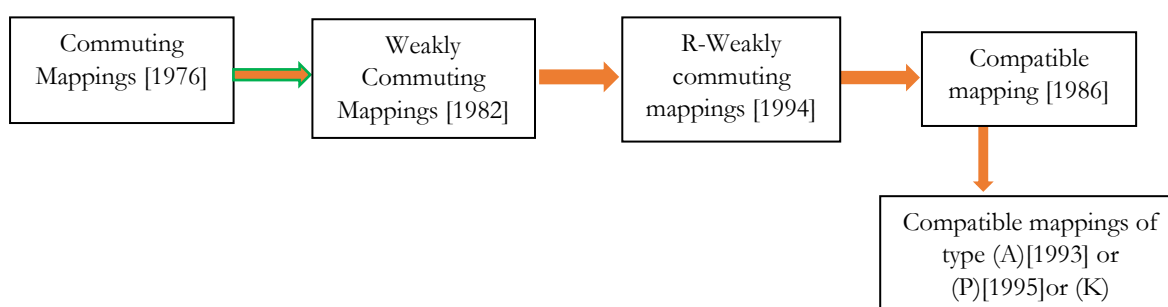 Commuting
Mappings [1976]
Weakly
Commuting
Mappings [1982]
R-Weakly
commuting
mappings [1994]
Compatible
mapping [1986]
Compatible mappings of
type (A)[1993] or
(P)[1995]or (K)